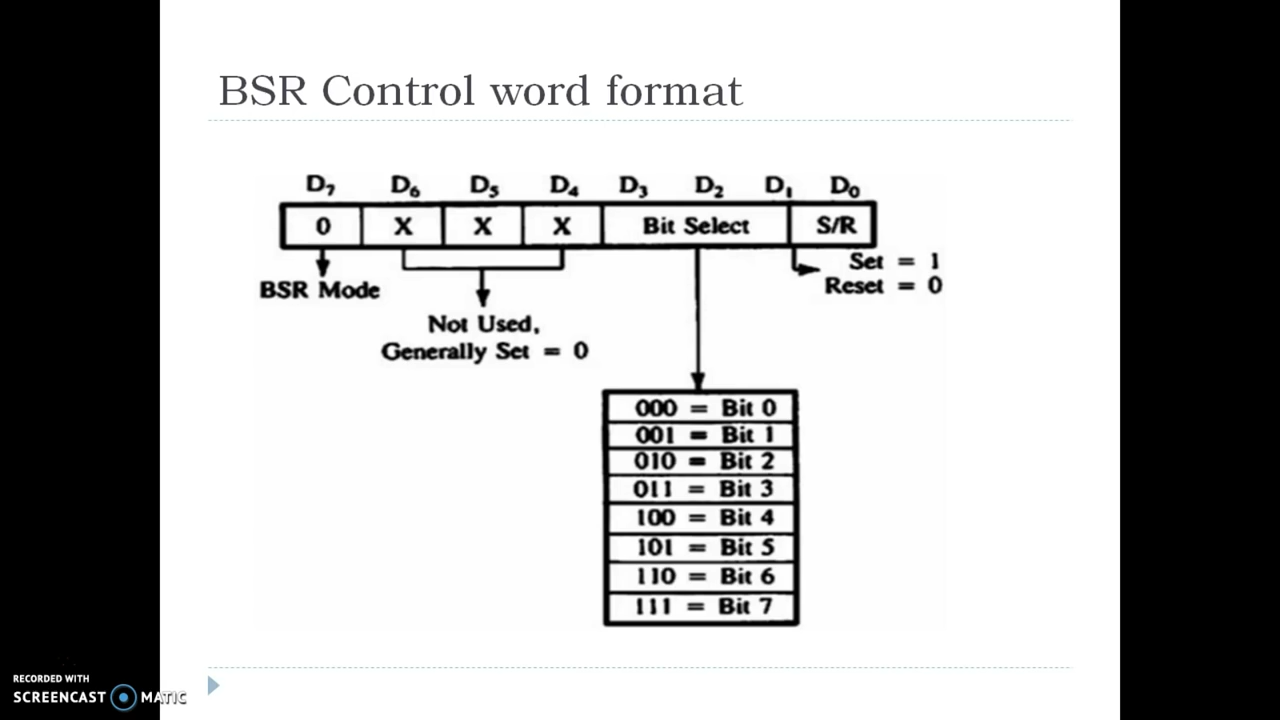 BSR Control word format
D₇ D₆ D₅ D₄ D₃ D₂ D₁ D₀
0 X X X Bit Select S/R
Set = 1
BSR Mode Reset = 0
Not Used,
Generally Set = 0
000 = Bit 0
001 = Bit 1
010 = Bit 2
011 = Bit 3
100 = Bit 4
101 = Bit 5
110 = Bit 6
111 = Bit 7
RECORDED WITH
SCREENCAST MATIC